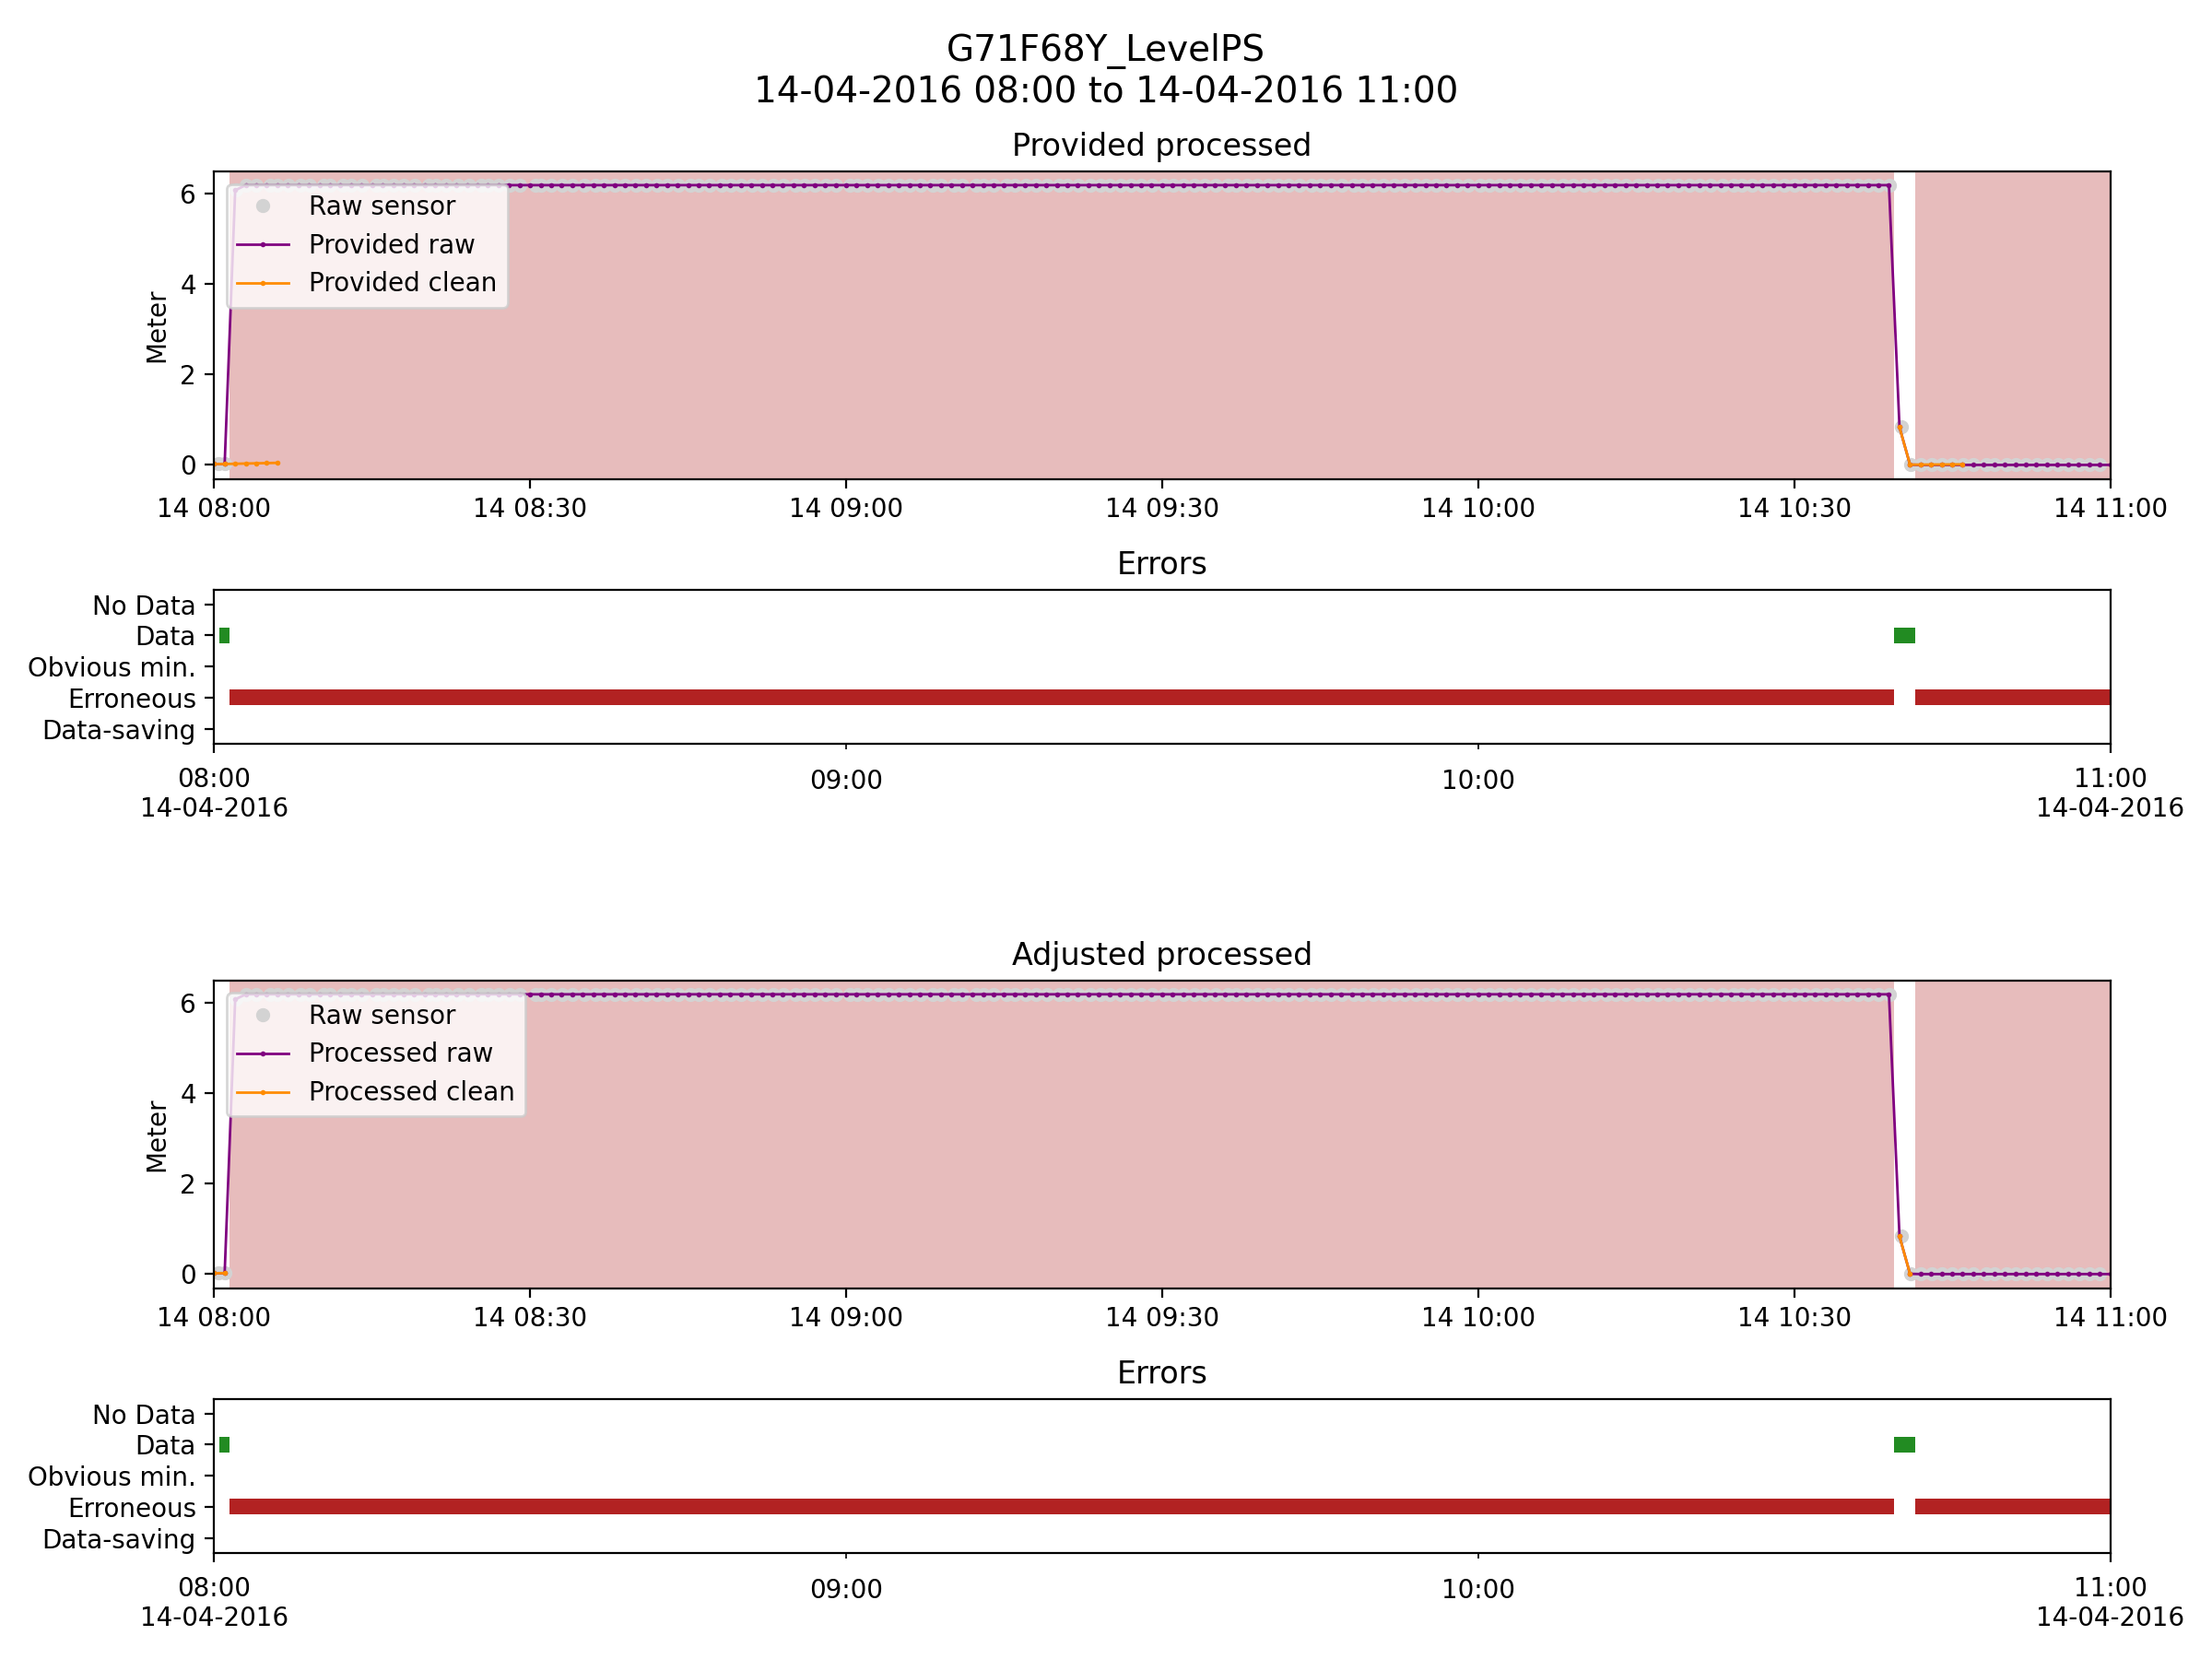 G71F68Y_LevelPS
14-04-2016 08:00 to 14-04-2016 11:00
Provided processed
Meter
6
4
2
0
Raw sensor
Provided raw
Provided clean
14 08:00 14 08:30 14 09:00 14 09:30 14 10:00 14 10:30 14 11:00
Errors
No Data
Data
Obvious min.
Erroneous
Data-saving
08:00 09:00 10:00 11:00
14-04-2016 14-04-2016
Adjusted processed
Meter
6
4
2
0
Raw sensor
Processed raw
Processed clean
14 08:00 14 08:30 14 09:00 14 09:30 14 10:00 14 10:30 14 11:00
Errors
No Data
Data
Obvious min.
Erroneous
Data-saving
08:00 09:00 10:00 11:00
14-04-2016 14-04-2016